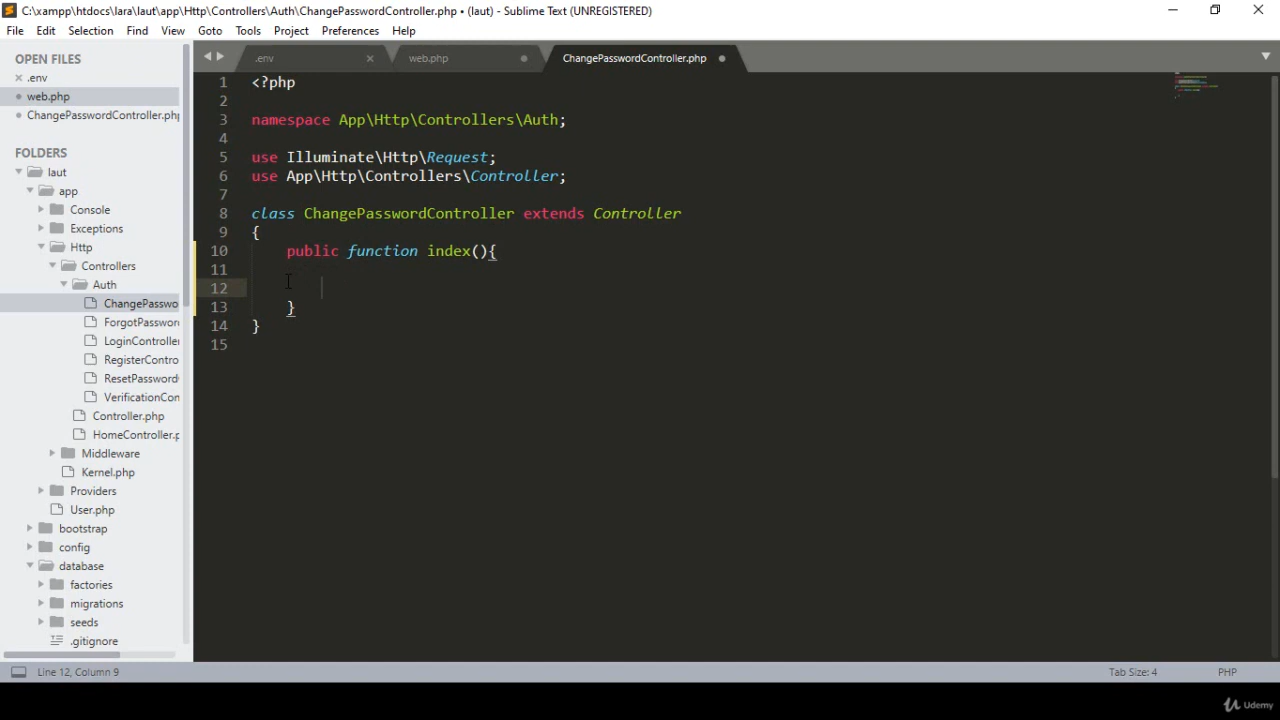 C:\xampp\htdocs\lara\laut\app\Http\Controllers\Auth\ChangePasswordController.php • (laut) - Sublime Text (UNREGISTERED)
File Edit Selection Find View Goto Tools Project Preferences Help
OPEN FILES
.env
web.php
ChangePasswordController.php
FOLDERS
laut
app
Console
Exceptions
Http
Controllers
Auth
ChangePasswo
ForgotPassword
LoginController
RegisterContro
ResetPassword
VerificationCon
Controller.php
HomeController.p
Middleware
Kernel.php
Providers
User.php
bootstrap
config
database
factories
migrations
seeds
.gitignore
.env web.php ChangePasswordController.php
1 <?php
2
3 namespace App\Http\Controllers\Auth;
4
5 use Illuminate\Http\Request;
6 use App\Http\Controllers\Controller;
7
8 class ChangePasswordController extends Controller
9 {
10 public function index(){
11
12
13 }
14 }
15
Line 12, Column 9 Tab Size: 4 PHP
Udemy